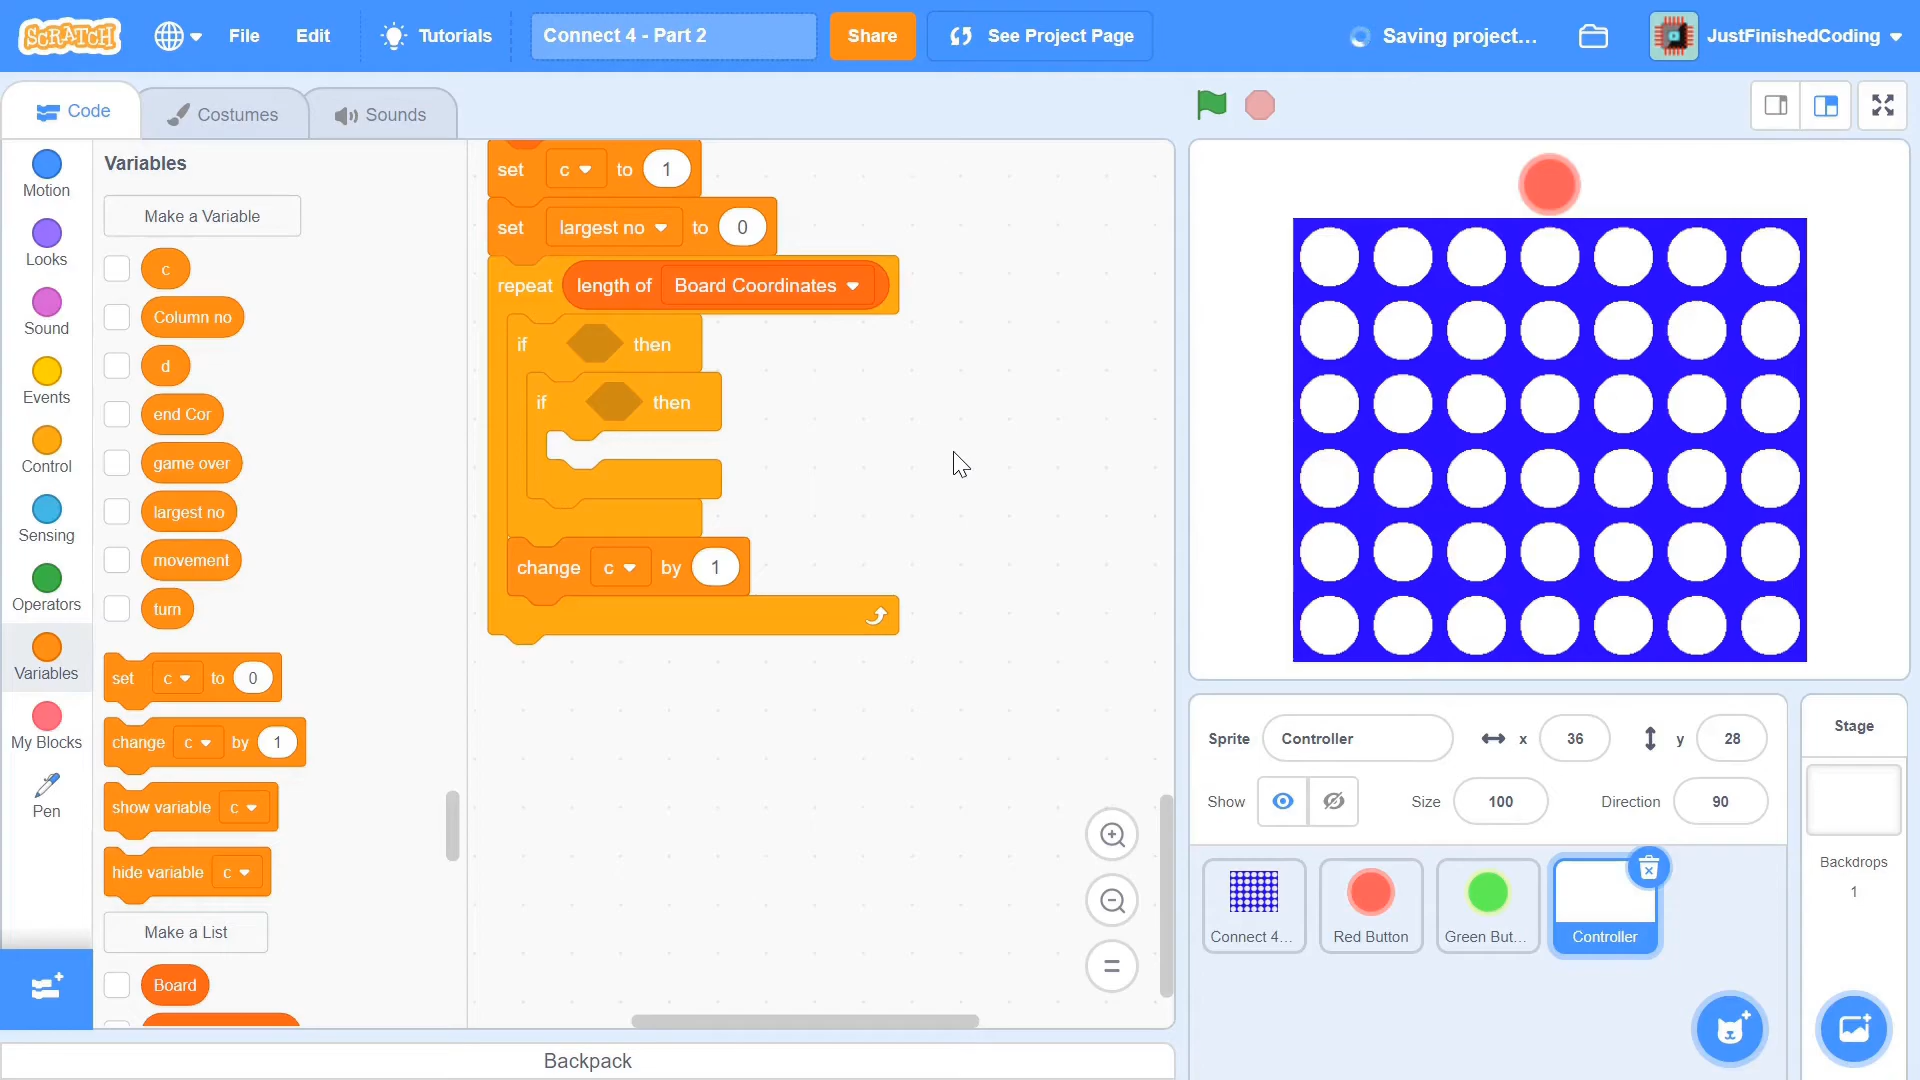 SCRATCH
File
Edit
Tutorials
Connect 4 - Part 2
Share
See Project Page
Saving project...
JustFinishedCoding
Code
Costumes
Sounds
Motion
Looks
Sound
Events
Control
Sensing
Operators
Variables
My Blocks
Pen
Variables
Make a Variable
c
Column no
d
end Cor
game over
largest no
movement
turn
set c to 0
change c by 1
show variable c
hide variable c
Make a List
Board
set c to 1
set largest no to 0
repeat length of Board Coordinates
if then
if then
change c by 1
Backpack
Sprite Controller x 36 y 28
Show Size 100 Direction 90
Connect 4...
Red Button
Green But...
Controller
Stage
Backdrops
1